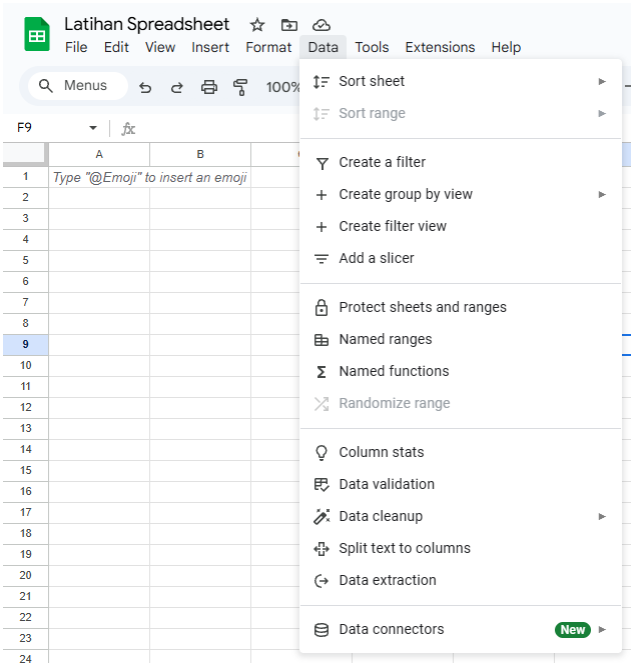 Latihan Spreadsheet
File Edit View Insert Format Data Tools Extensions Help
Menus 100%
F9 fx
A B
Sort sheet
Sort range
Create a filter
Create group by view
Create filter view
Add a slicer
Protect sheets and ranges
Named ranges
Named functions
Randomize range
Column stats
Data validation
Data cleanup
Split text to columns
Data extraction
Data connectors New
1 Type "@Emoji" to insert an emoji
2
3
4
5
6
7
8
9
10
11
12
13
14
15
16
17
18
19
20
21
22
23
24